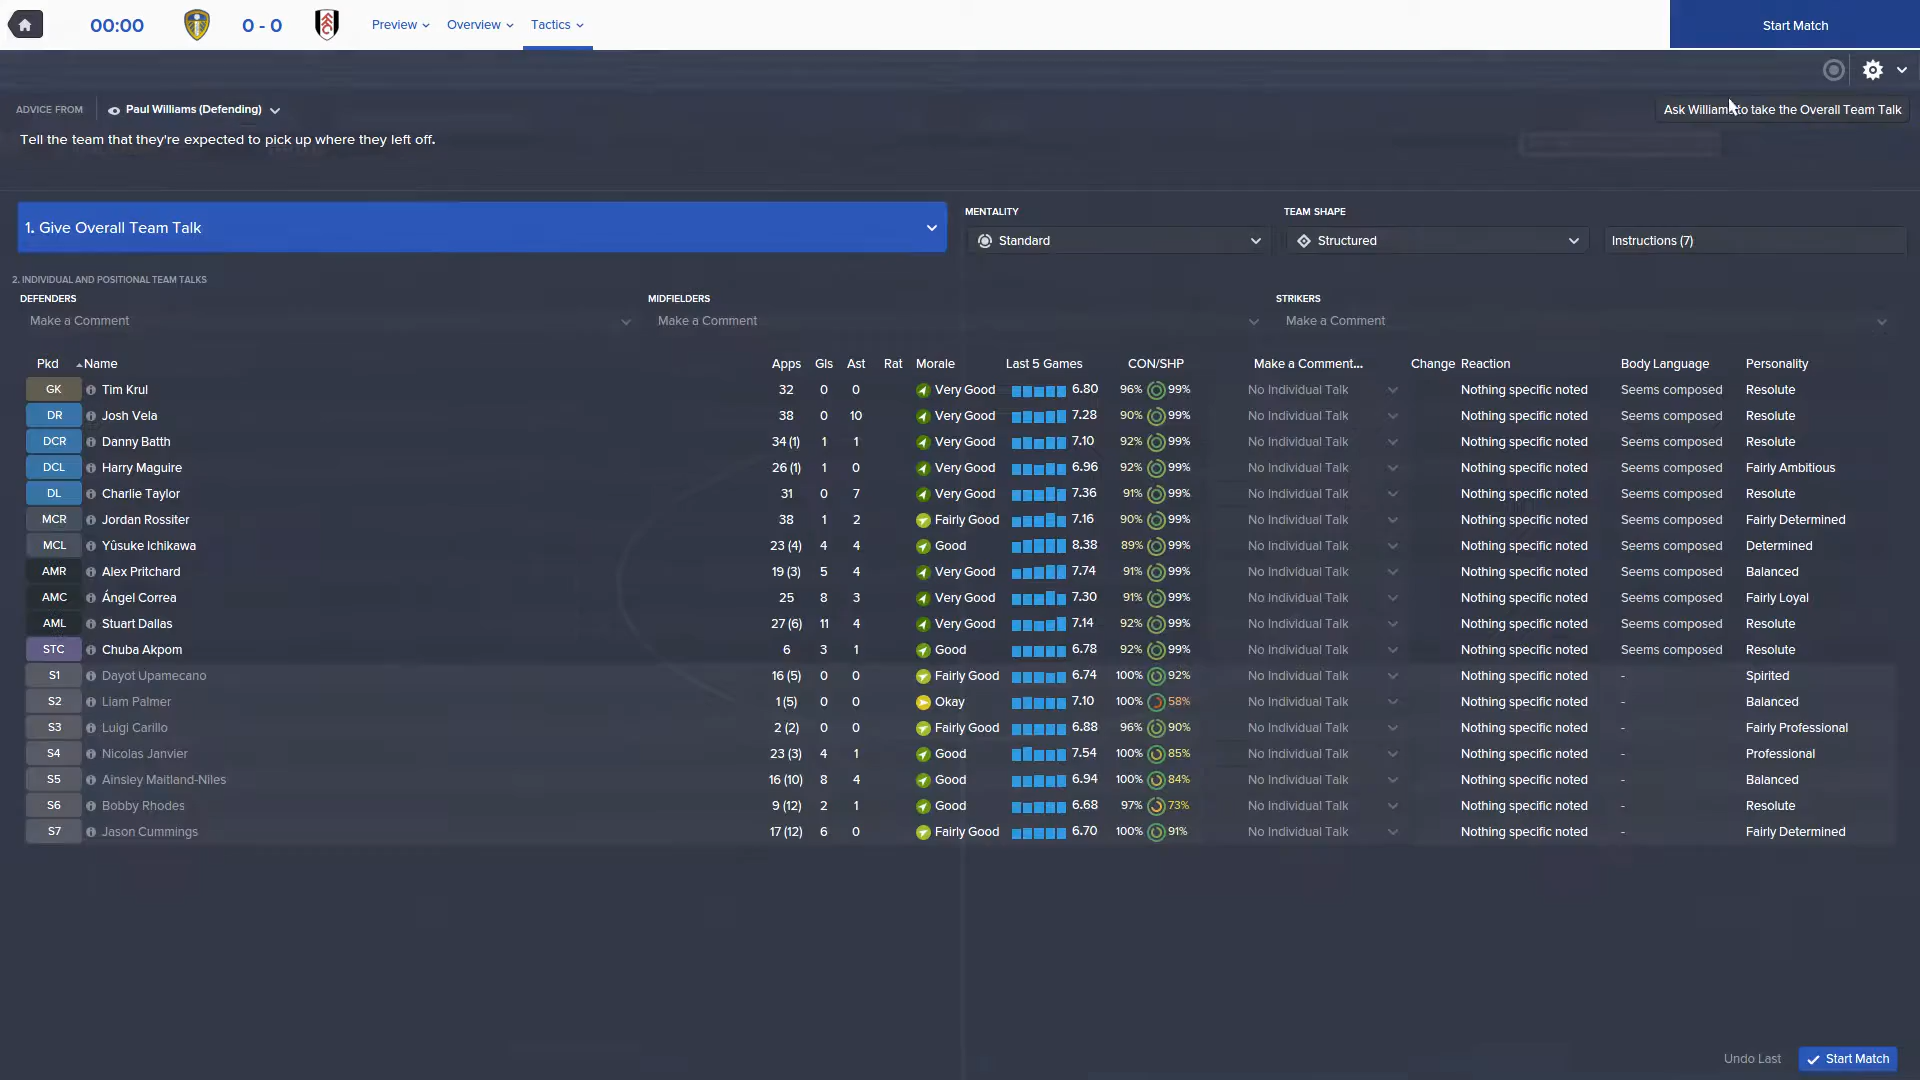 00:00 0 - 0 Preview Overview Tactics Start Match
ADVICE FROM Paul Williams (Defending)
Ask Williams to take the Overall Team Talk
Tell the team that they're expected to pick up where they left off.
1. Give Overall Team Talk
MENTALITY TEAM SHAPE
Standard Structured Instructions (7)
2. INDIVIDUAL AND POSITIONAL TEAM TALKS
DEFENDERS MIDFIELDERS STRIKERS
Make a Comment Make a Comment Make a Comment
Pkd Name Apps Gls Ast Rat Morale Last 5 Games CON/SHP Make a Comment... Change Reaction Body Language Personality
GK Tim Krul 32 0 0 Very Good 6.80 96% 99% No Individual Talk Nothing specific noted Seems composed Resolute
DR Josh Vela 38 0 10 Very Good 7.28 90% 99% No Individual Talk Nothing specific noted Seems composed Resolute
DCR Danny Batth 34 (1) 1 1 Very Good 7.10 92% 99% No Individual Talk Nothing specific noted Seems composed Resolute
DCL Harry Maguire 26 (1) 1 0 Very Good 6.96 92% 99% No Individual Talk Nothing specific noted Seems composed Fairly Ambitious
DL Charlie Taylor 31 0 7 Very Good 7.36 91% 99% No Individual Talk Nothing specific noted Seems composed Resolute
MCR Jordan Rossiter 38 1 2 Fairly Good 7.16 90% 99% No Individual Talk Nothing specific noted Seems composed Fairly Determined
MCL Yûsuke Ichikawa 23 (4) 4 4 Good 8.38 89% 99% No Individual Talk Nothing specific noted Seems composed Determined
AMR Alex Pritchard 19 (3) 5 4 Very Good 7.74 91% 99% No Individual Talk Nothing specific noted Seems composed Balanced
AMC Ángel Correa 25 8 3 Very Good 7.30 91% 99% No Individual Talk Nothing specific noted Seems composed Fairly Loyal
AML Stuart Dallas 27 (6) 11 4 Very Good 7.14 92% 99% No Individual Talk Nothing specific noted Seems composed Resolute
STC Chuba Akpom 6 3 1 Good 6.78 92% 99% No Individual Talk Nothing specific noted Seems composed Resolute
S1 Dayot Upamecano 16 (5) 0 0 Fairly Good 6.74 100% 92% No Individual Talk Nothing specific noted - Spirited
S2 Liam Palmer 1 (5) 0 0 Okay 7.10 100% 58% No Individual Talk Nothing specific noted - Balanced
S3 Luigi Carillo 2 (2) 0 0 Fairly Good 6.88 96% 90% No Individual Talk Nothing specific noted - Fairly Professional
S4 Nicolas Janvier 23 (3) 4 1 Good 7.54 100% 85% No Individual Talk Nothing specific noted - Professional
S5 Ainsley Maitland-Niles 16 (10) 8 4 Good 6.94 100% 84% No Individual Talk Nothing specific noted - Balanced
S6 Bobby Rhodes 9 (12) 2 1 Good 6.68 97% 73% No Individual Talk Nothing specific noted - Resolute
S7 Jason Cummings 17 (12) 6 0 Fairly Good 6.70 100% 91% No Individual Talk Nothing specific noted - Fairly Determined
Undo Last Start Match